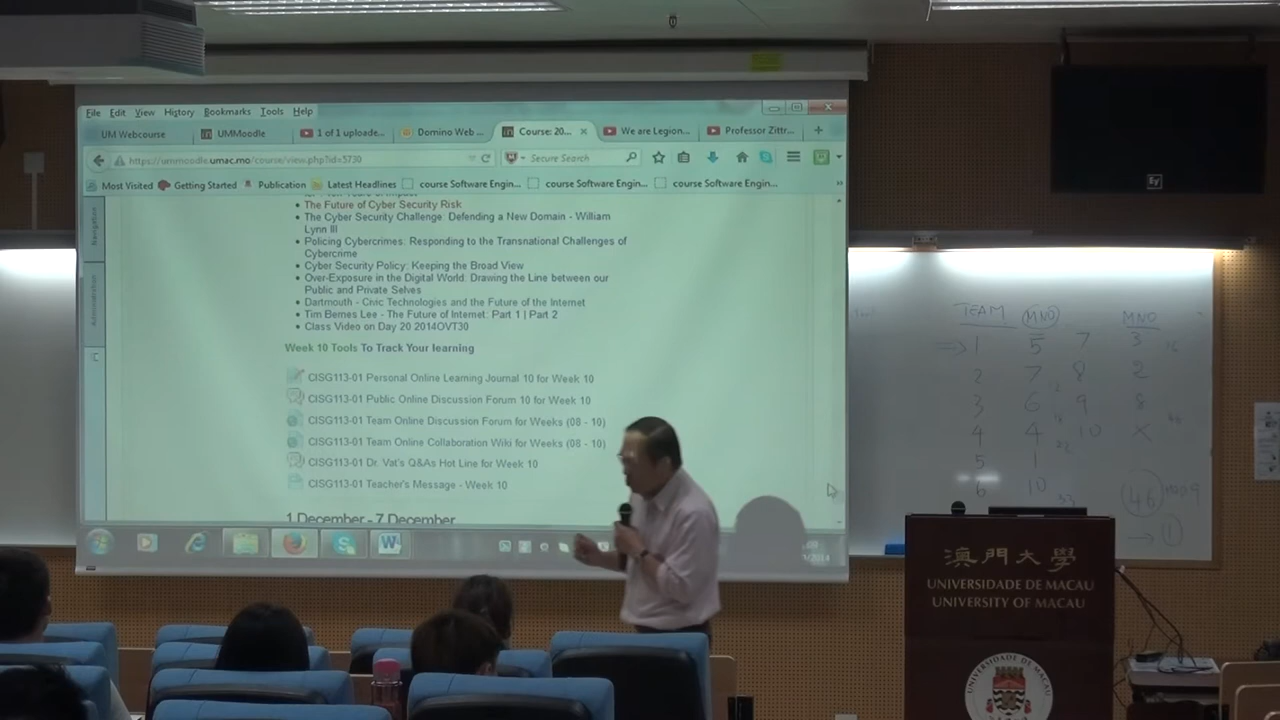 File Edit View History Bookmarks Tools Help
UM Webcourse UMMoodle 1 of 1 uploade... Domino Web ... Course: 20... We are Legion... Professor Zittr...
https://ummoodle.umac.mo/course/view.php?id=5730 Secure Search
Most Visited Getting Started Publication Latest Headlines course Software Engin... course Software Engin... course Software Engin...
Navigation
Administration
The Future of Cyber Security Risk
The Cyber Security Challenge: Defending a New Domain - William
Lynn III
Policing Cybercrimes: Responding to the Transnational Challenges of
Cybercrime
Cyber Security Policy: Keeping the Broad View
Over-Exposure in the Digital World: Drawing the Line between our
Public and Private Selves
Dartmouth - Civic Technologies and the Future of the Internet
Tim Bernes Lee - The Future of Internet: Part 1 | Part 2
Class Video on Day 20 2014OVT30
Week 10 Tools To Track Your learning
CISG113-01 Personal Online Learning Journal 10 for Week 10
CISG113-01 Public Online Discussion Forum 10 for Week 10
CISG113-01 Team Online Discussion Forum for Weeks (08 - 10)
CISG113-01 Team Online Collaboration Wiki for Weeks (08 - 10)
CISG113-01 Dr. Vat's Q&As Hot Line for Week 10
CISG113-01 Teacher's Message - Week 10
1 December - 7 December
TEAM MNO MNO
1 5 7 3
2 7 8 2
3 6 9 8
4 4 10 X
5 1
6 10 46
→ 1
EV
澳門大學
UNIVERSIDADE DE MACAU
UNIVERSITY OF MACAU
UNIVERSIDADE DE MACAU